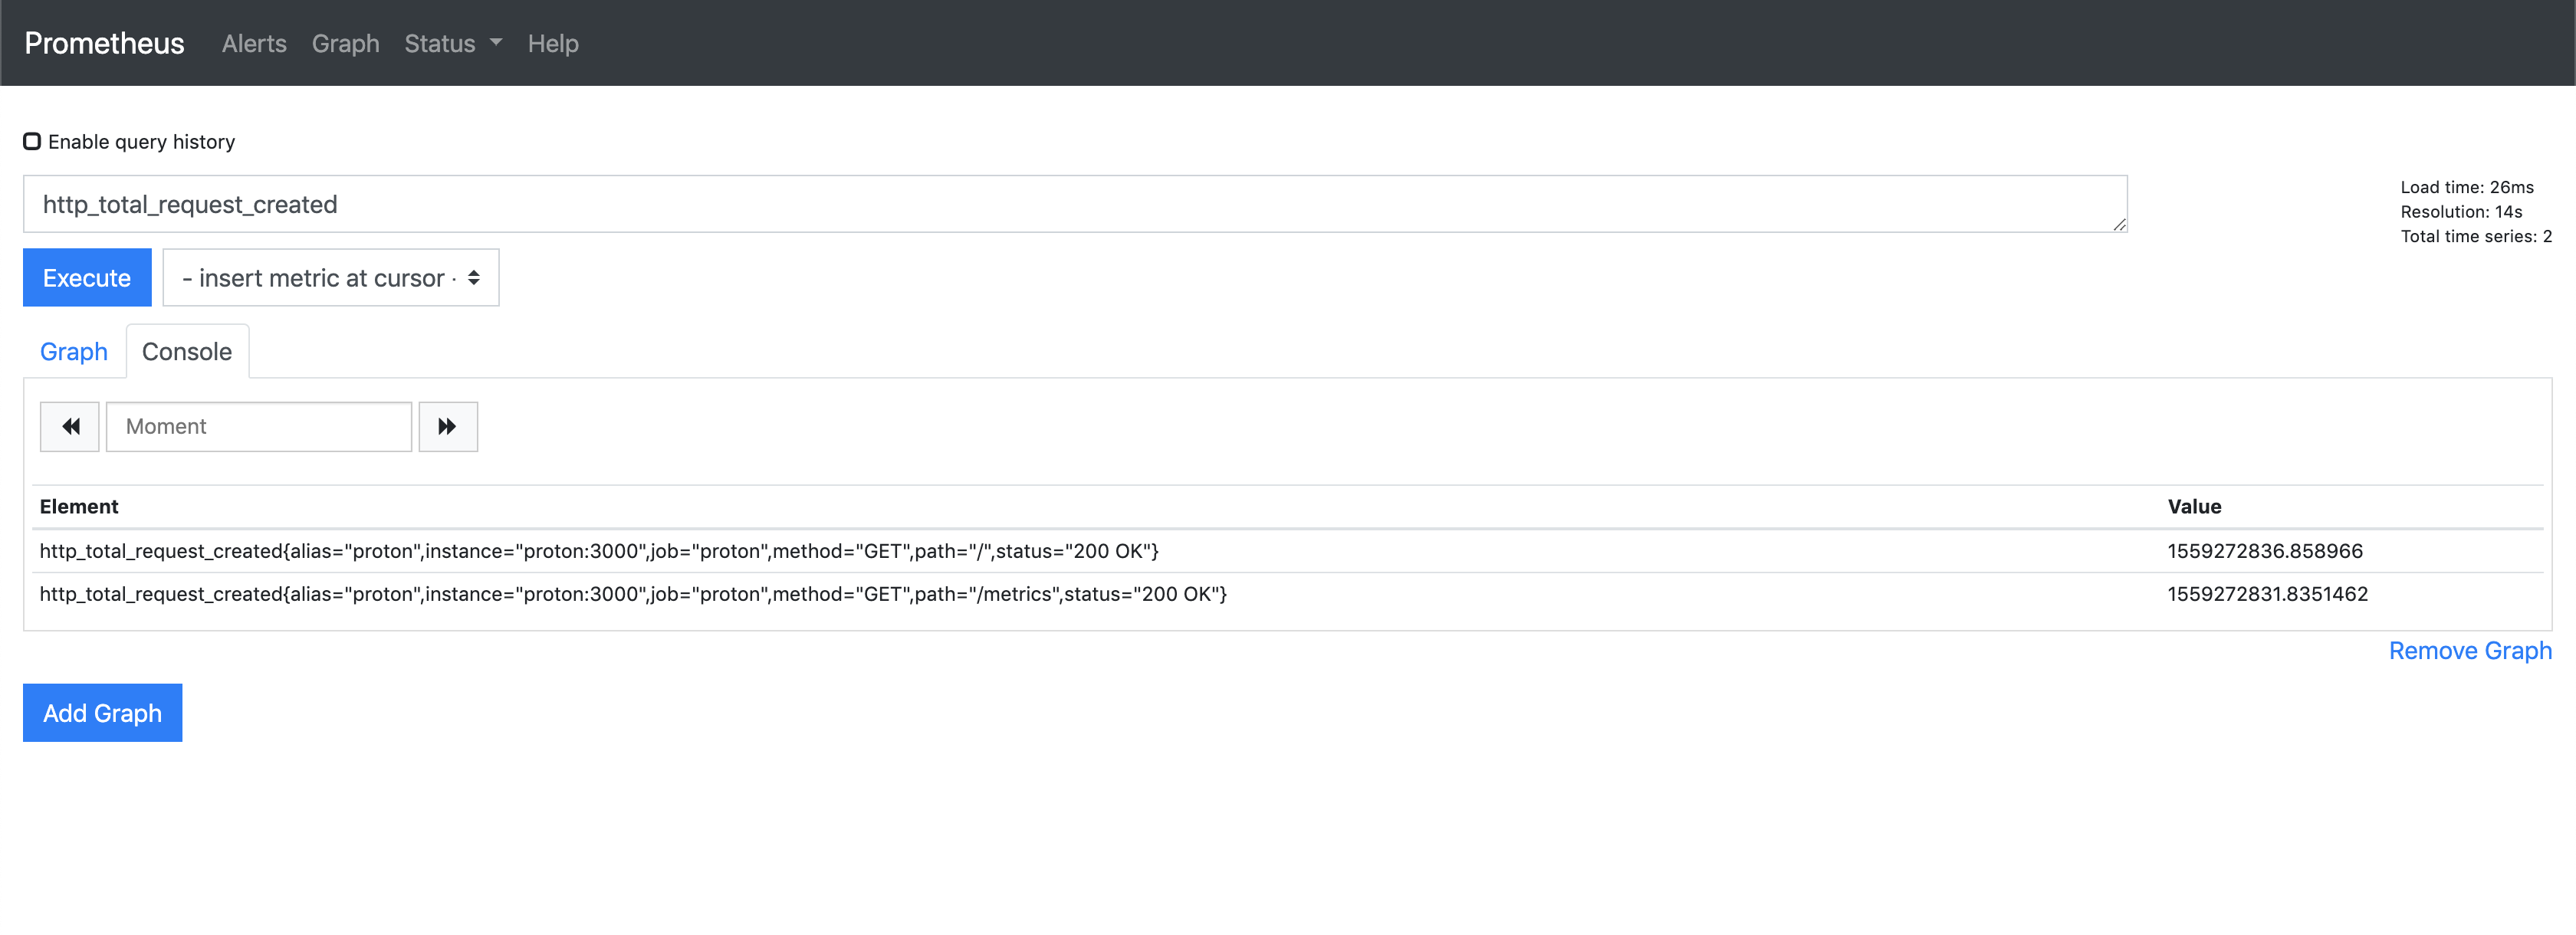 Prometheus Alerts Graph Status Help
Enable query history
http_total_request_created
Load time: 26ms
Resolution: 14s
Total time series: 2
Execute - insert metric at cursor -
Graph Console
Moment
Element Value
http_total_request_created{alias="proton",instance="proton:3000",job="proton",method="GET",path="/",status="200 OK"} 1559272836.858966
http_total_request_created{alias="proton",instance="proton:3000",job="proton",method="GET",path="/metrics",status="200 OK"} 1559272831.8351462
Remove Graph
Add Graph